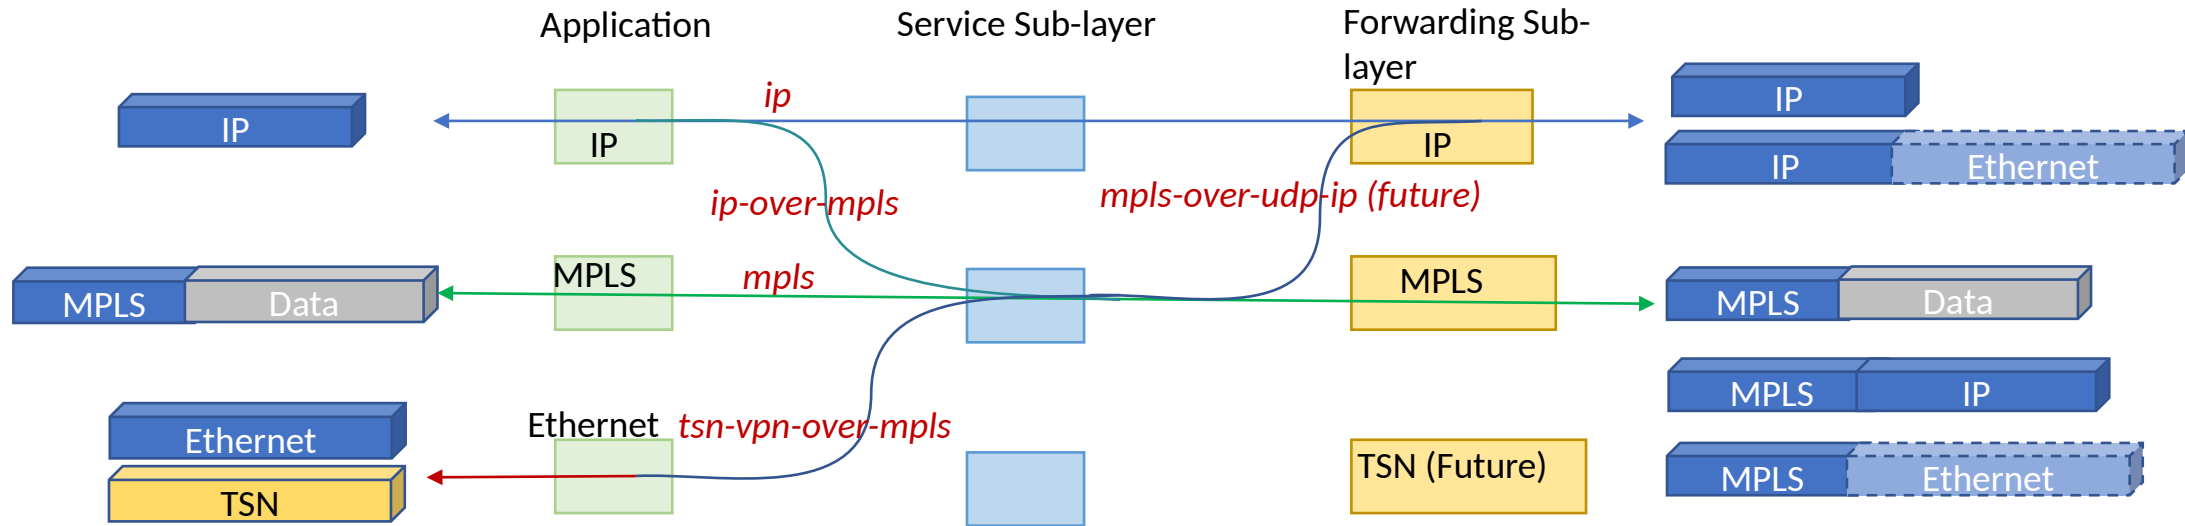 Application
Service Sub-layer
Forwarding Sub-
layer
ip
IP
IP
IP
IP
IP
Ethernet
ip-over-mpls
mpls-over-udp-ip (future)
MPLS
Data
MPLS
mpls
MPLS
MPLS
Data
MPLS
IP
Ethernet
Ethernet
tsn-vpn-over-mpls
TSN
TSN (Future)
MPLS
Ethernet